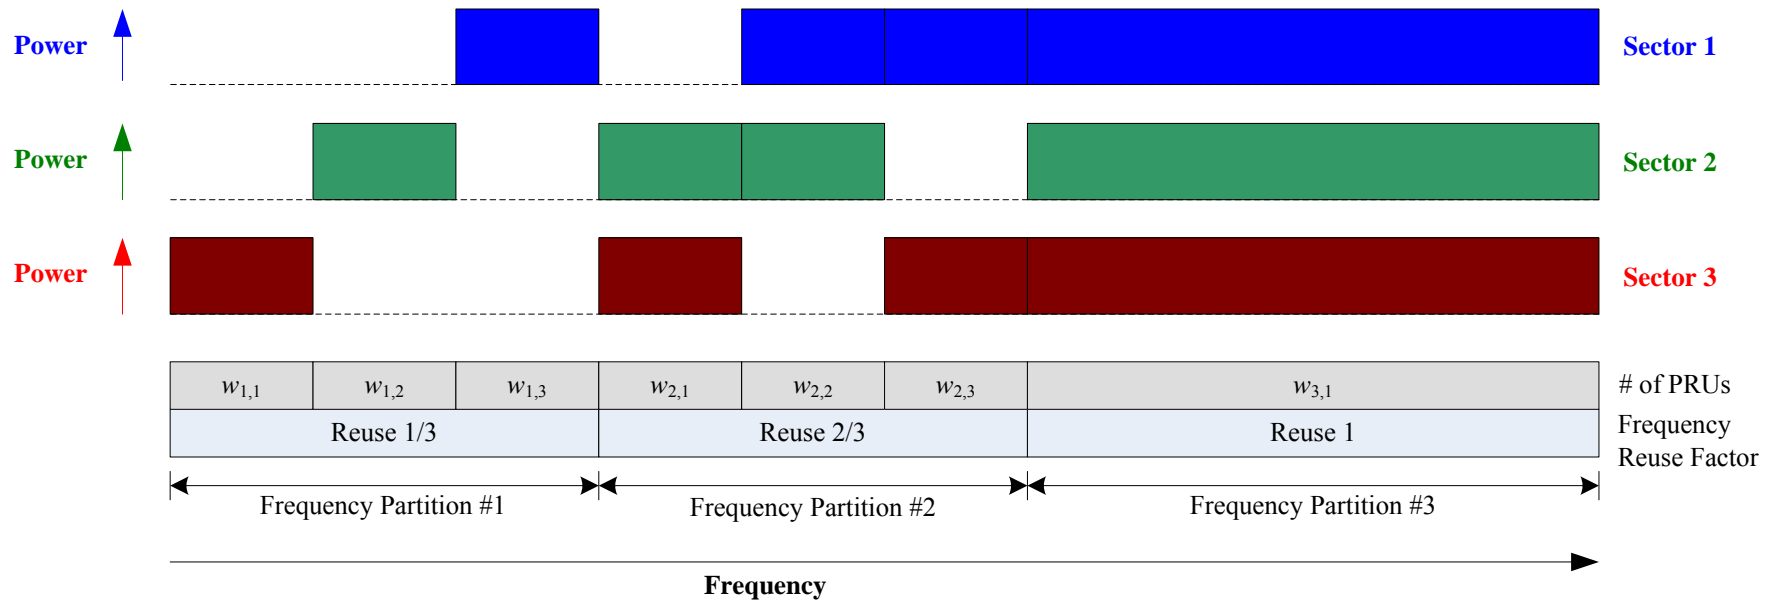 Power Sector 1
Power Sector 2
Power Sector 3
w1,1 w1,2 w1,3 w2,1 w2,2 w2,3 w3,1 # of PRUs
Reuse 1/3 Reuse 2/3 Reuse 1 Frequency
Reuse Factor
Frequency Partition #1 Frequency Partition #2 Frequency Partition #3
Frequency